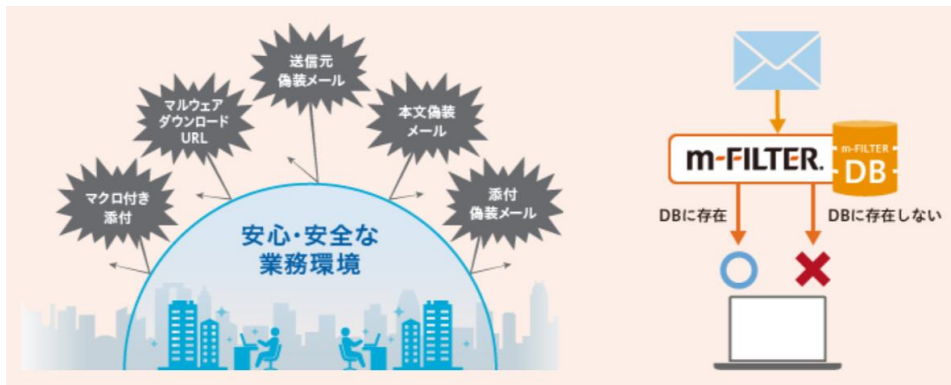 送信元
偽装メール
マルウェア
ダウンロード
URL
本文偽装
メール
マクロ付き
添付
添付
偽装メール
安心・安全な
業務環境
m-FILTER.
m-FILTER
DB
DBに存在
DBに存在しない